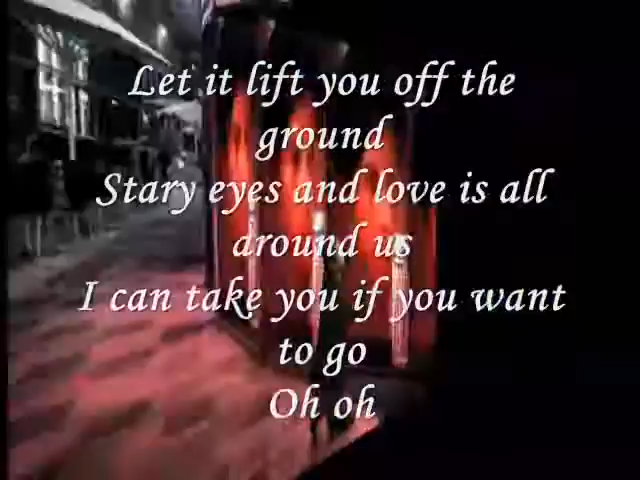 Let it lift you off the
ground
Stary eyes and love is all
around us
I can take you if you want
to go
Oh oh